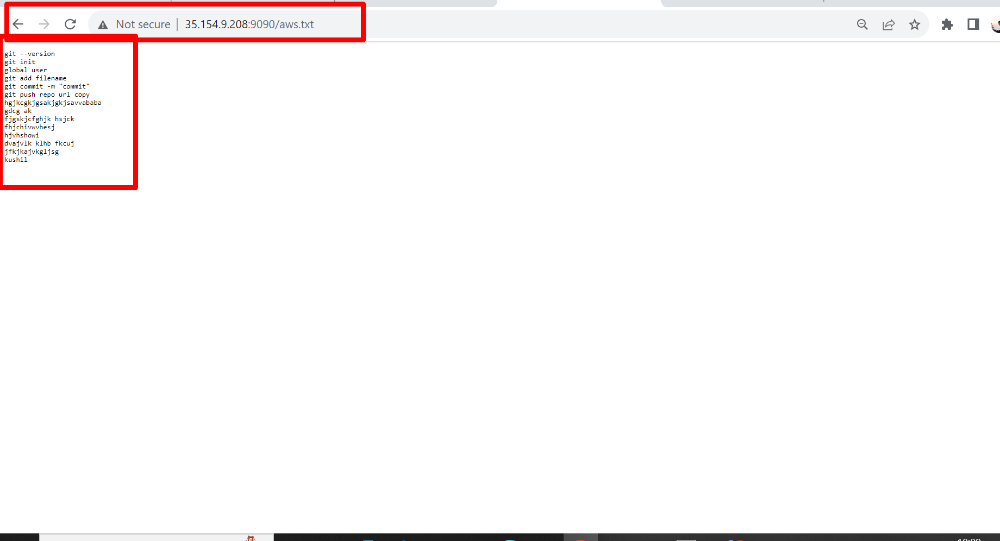 Not secure | 35.154.9.208:9090/aws.txt
git --version
git init
global user
git add filename
git commit -m "commit"
git push repo url copy
hgjkcgkjgsakjgkjsavvababa
gdcg ak
fjgskjcfghjk hsjck
fhjchivwvhesj
hjvhshowi
dvajvlk klhb fkcuj
jfkjkajvkgljsg
kushil